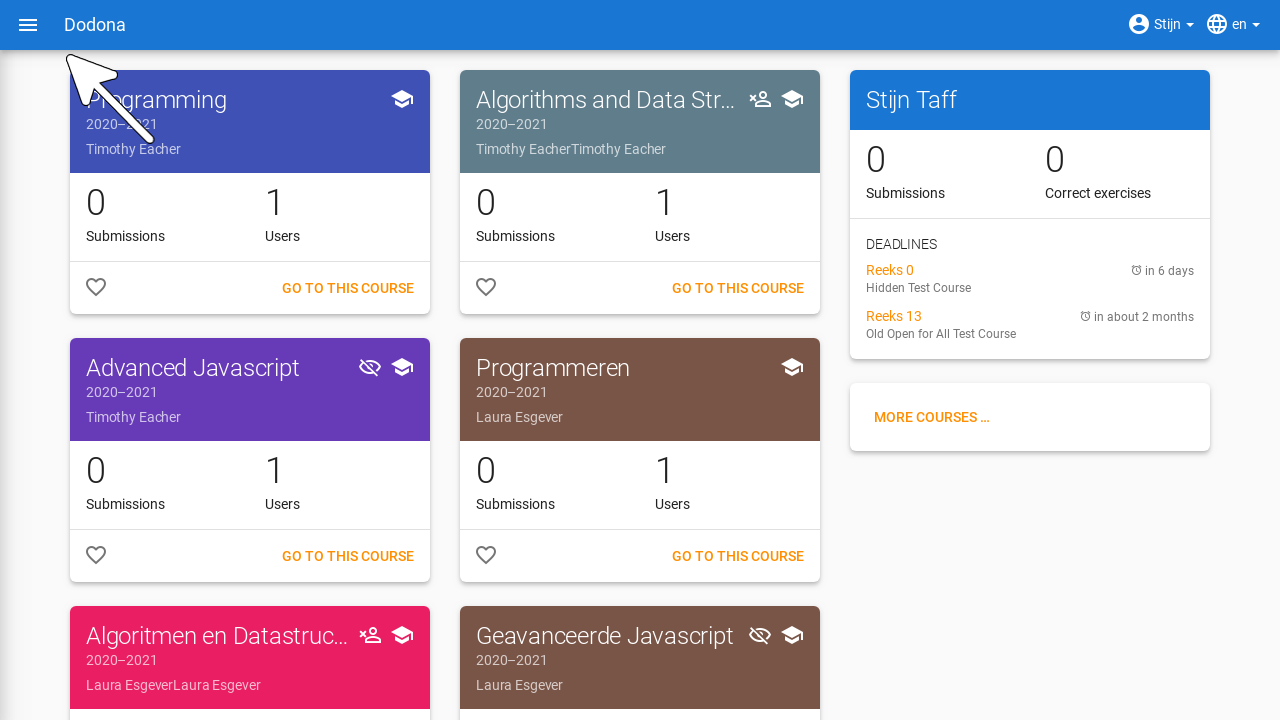 Dodona
Stijn
en
Programming
2020–2021
Timothy Eacher
0
1
Submissions
Users
GO TO THIS COURSE
Algorithms and Data Str...
2020–2021
Timothy EacherTimothy Eacher
0
1
Submissions
Users
GO TO THIS COURSE
Stijn Taff
0
0
Submissions
Correct exercises
DEADLINES
Reeks 0
in 6 days
Hidden Test Course
Reeks 13
in about 2 months
Old Open for All Test Course
MORE COURSES ...
Advanced Javascript
2020–2021
Timothy Eacher
0
1
Submissions
Users
GO TO THIS COURSE
Programmeren
2020–2021
Laura Esgever
0
1
Submissions
Users
GO TO THIS COURSE
Algoritmen en Datastruc...
2020–2021
Laura EsgeverLaura Esgever
Geavanceerde Javascript
2020–2021
Laura Esgever